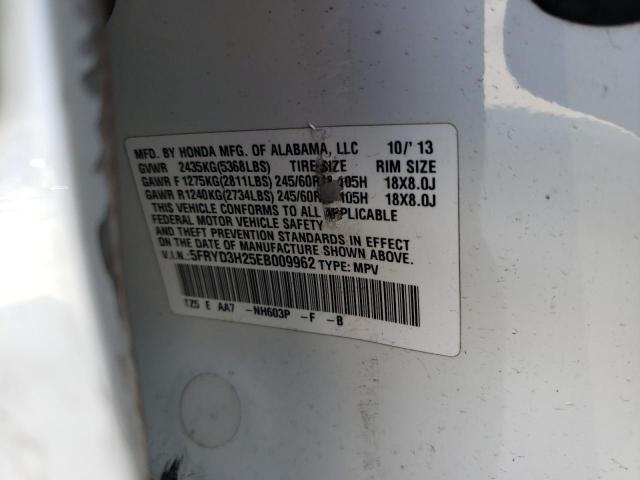 MFD. BY HONDA MFG. OF ALABAMA, LLC 10/'13
GVWR 2435KG(5368LBS) TIRE SIZE RIM SIZE
GAWR F 1275KG(2811LBS) 245/60R 105H 18X8.0J
GAWR R1240KG(2734LBS) 245/60R 105H 18X8.0J
THIS VEHICLE CONFORMS TO ALL APPLICABLE
FEDERAL MOTOR VEHICLE SAFETY
AND THEFT PREVENTION STANDARDS IN EFFECT
ON THE DATE OF MANUFACTURE SHOWN ABOVE.
V.I.N.:5FRYD3H25EB009962 TYPE: MPV
TZ5 E AA7 -NH603P -F -B